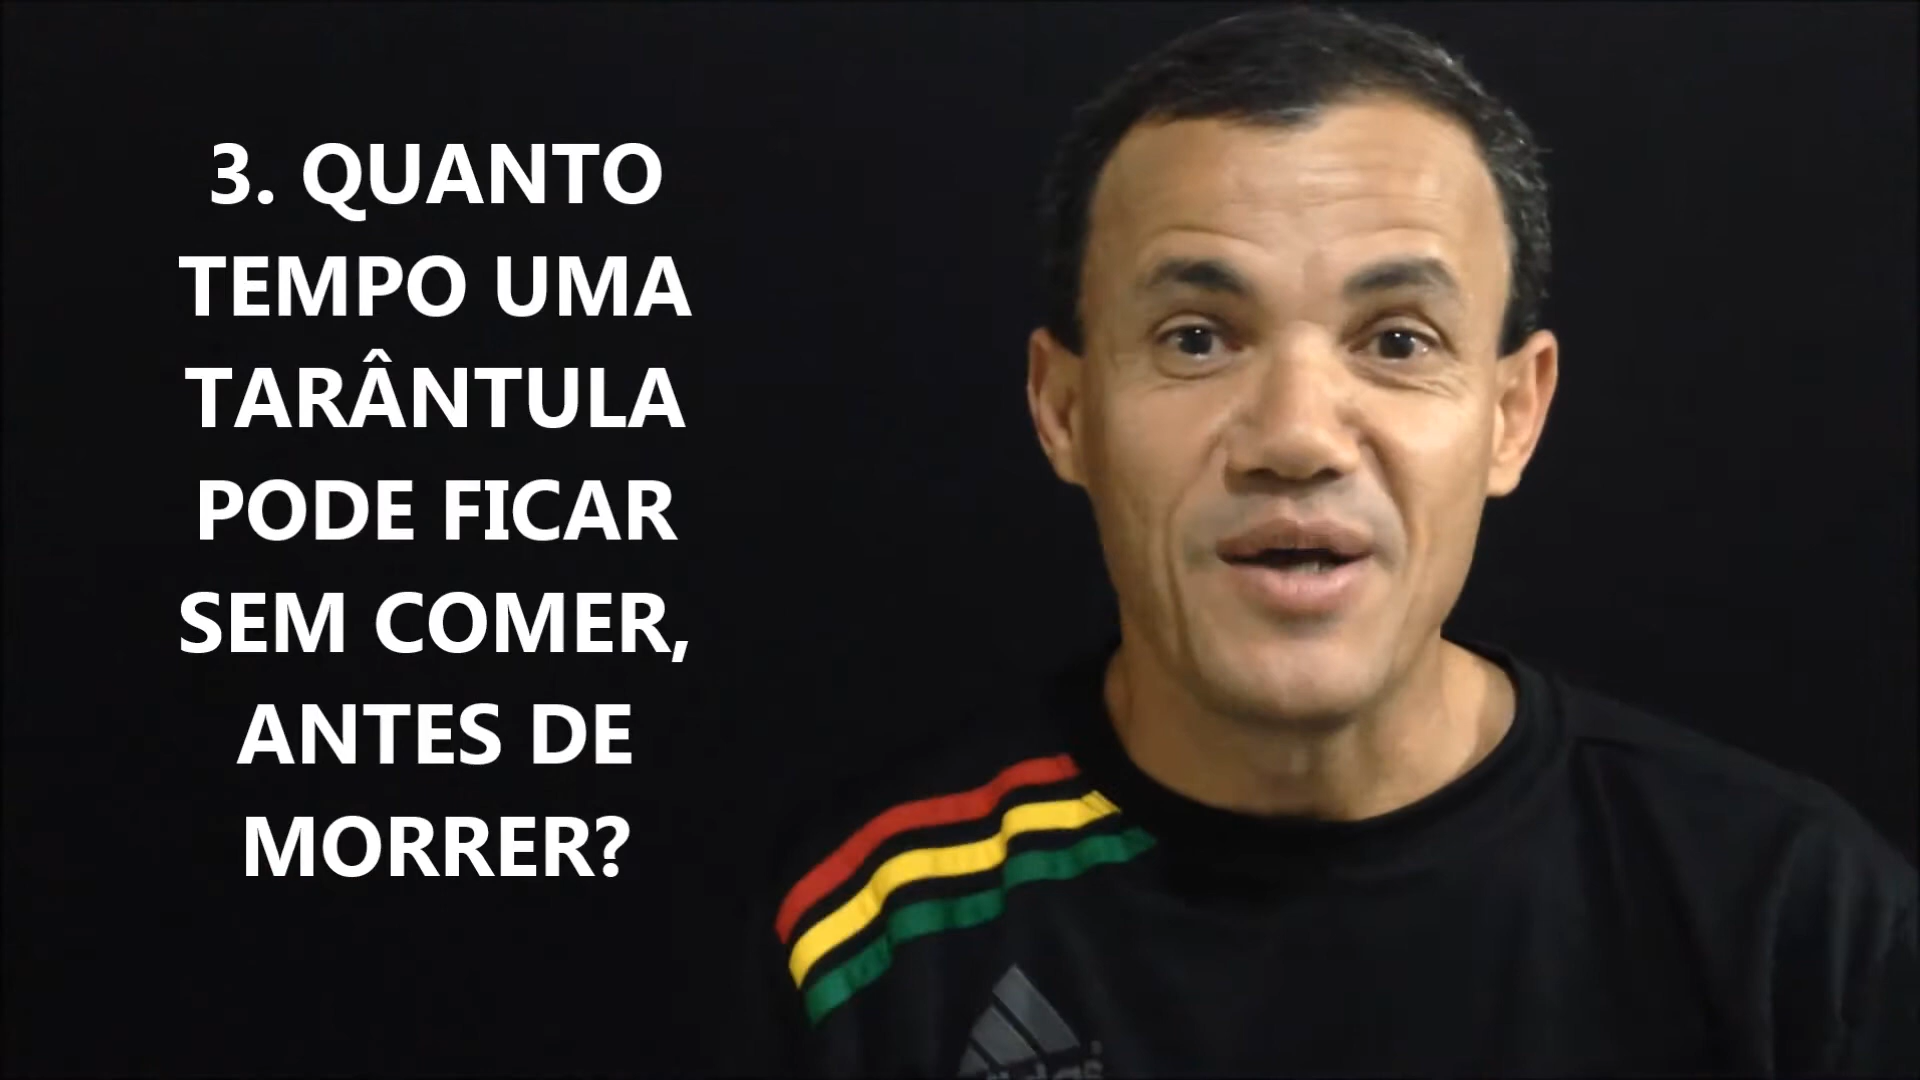 3. QUANTO
TEMPO UMA
TARÂNTULA
PODE FICAR
SEM COMER,
ANTES DE
MORRER?